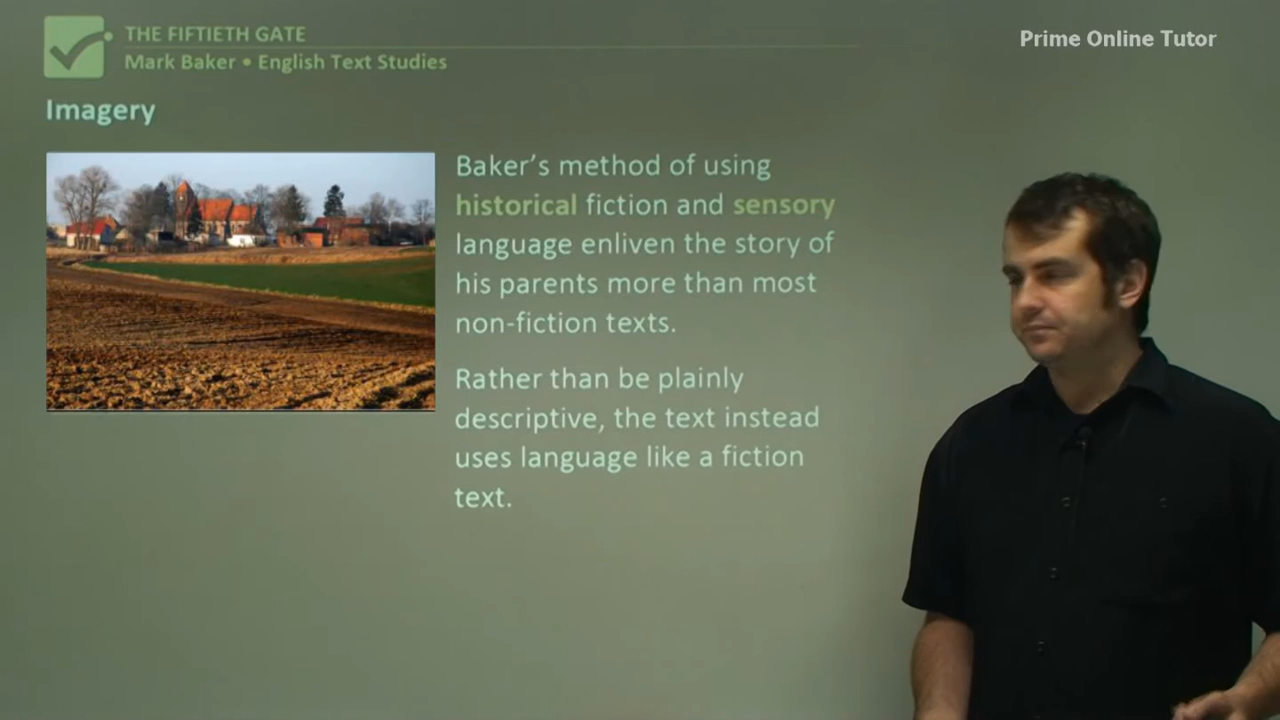 THE FIFTIETH GATE
Prime Online Tutor
Mark Baker • English Text Studies
Imagery
Baker's method of using
historical fiction and sensory
language enliven the story of
his parents more than most
non-fiction texts.
Rather than be plainly
descriptive, the text instead
uses language like a fiction
text.